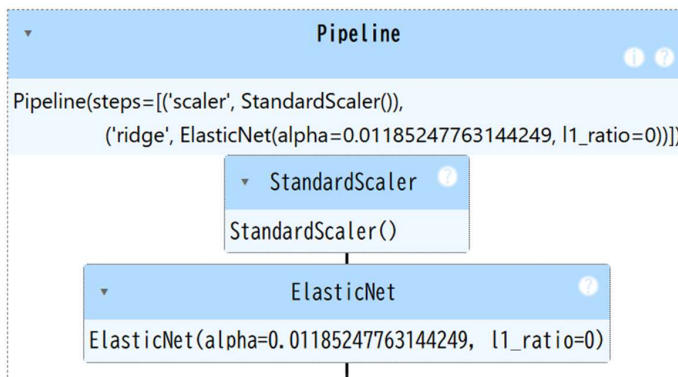 Pipeline
Pipeline(steps=[('scaler', StandardScaler()),
('ridge', ElasticNet(alpha=0.01185247763144249, l1_ratio=0))])
StandardScaler
StandardScaler()
ElasticNet
ElasticNet(alpha=0.01185247763144249, l1_ratio=0)